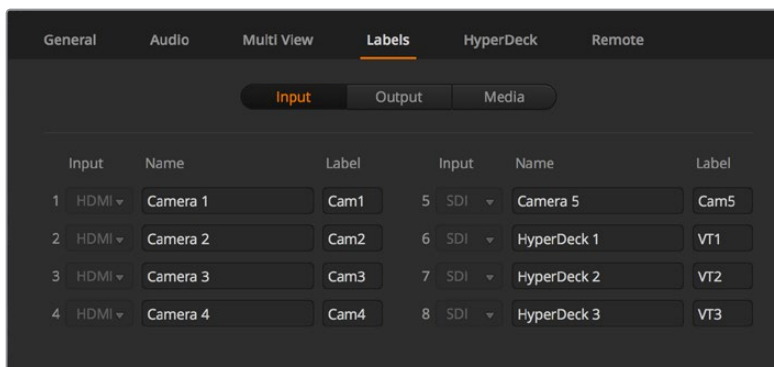 General Audio Multi View Labels HyperDeck Remote
Input Output Media
Input Name Label Input Name Label
1 HDMI Camera 1 Cam1 5 SDI Camera 5 Cam5
2 HDMI Camera 2 Cam2 6 SDI HyperDeck 1 VT1
3 HDMI Camera 3 Cam3 7 SDI HyperDeck 2 VT2
4 HDMI Camera 4 Cam4 8 SDI HyperDeck 3 VT3